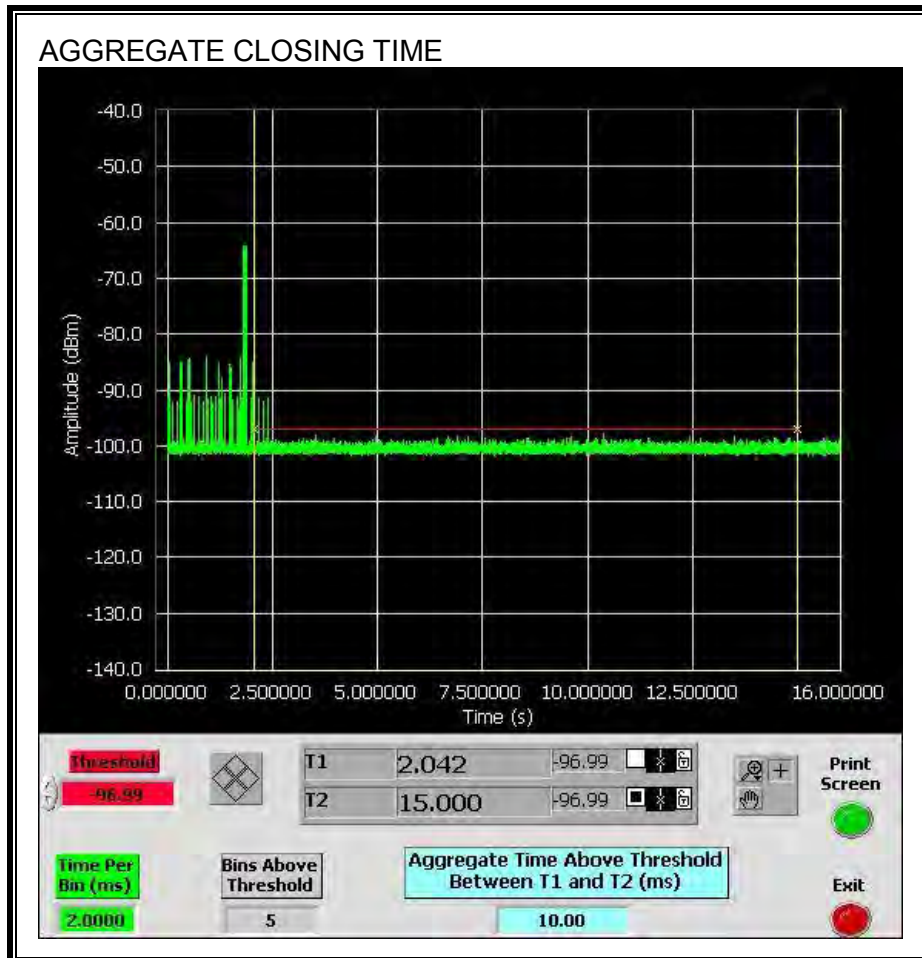 AGGREGATE CLOSING TIME
-40.0
-50.0
-60.0
-70.0
-80.0
-90.0
-100.0
-110.0
-120.0
-130.0
-140.0
Amplitude (dBm)
0.000000 2.500000 5.000000 7.500000 10.000000 12.500000 16.000000
Time (s)
Threshold
-96.99
T1 2.042 -96.99
T2 15.000 -96.99
Print
Screen
Time Per
Bin (ms)
2.0000
Bins Above
Threshold
5
Aggregate Time Above Threshold
Between T1 and T2 (ms)
10.00
Exit